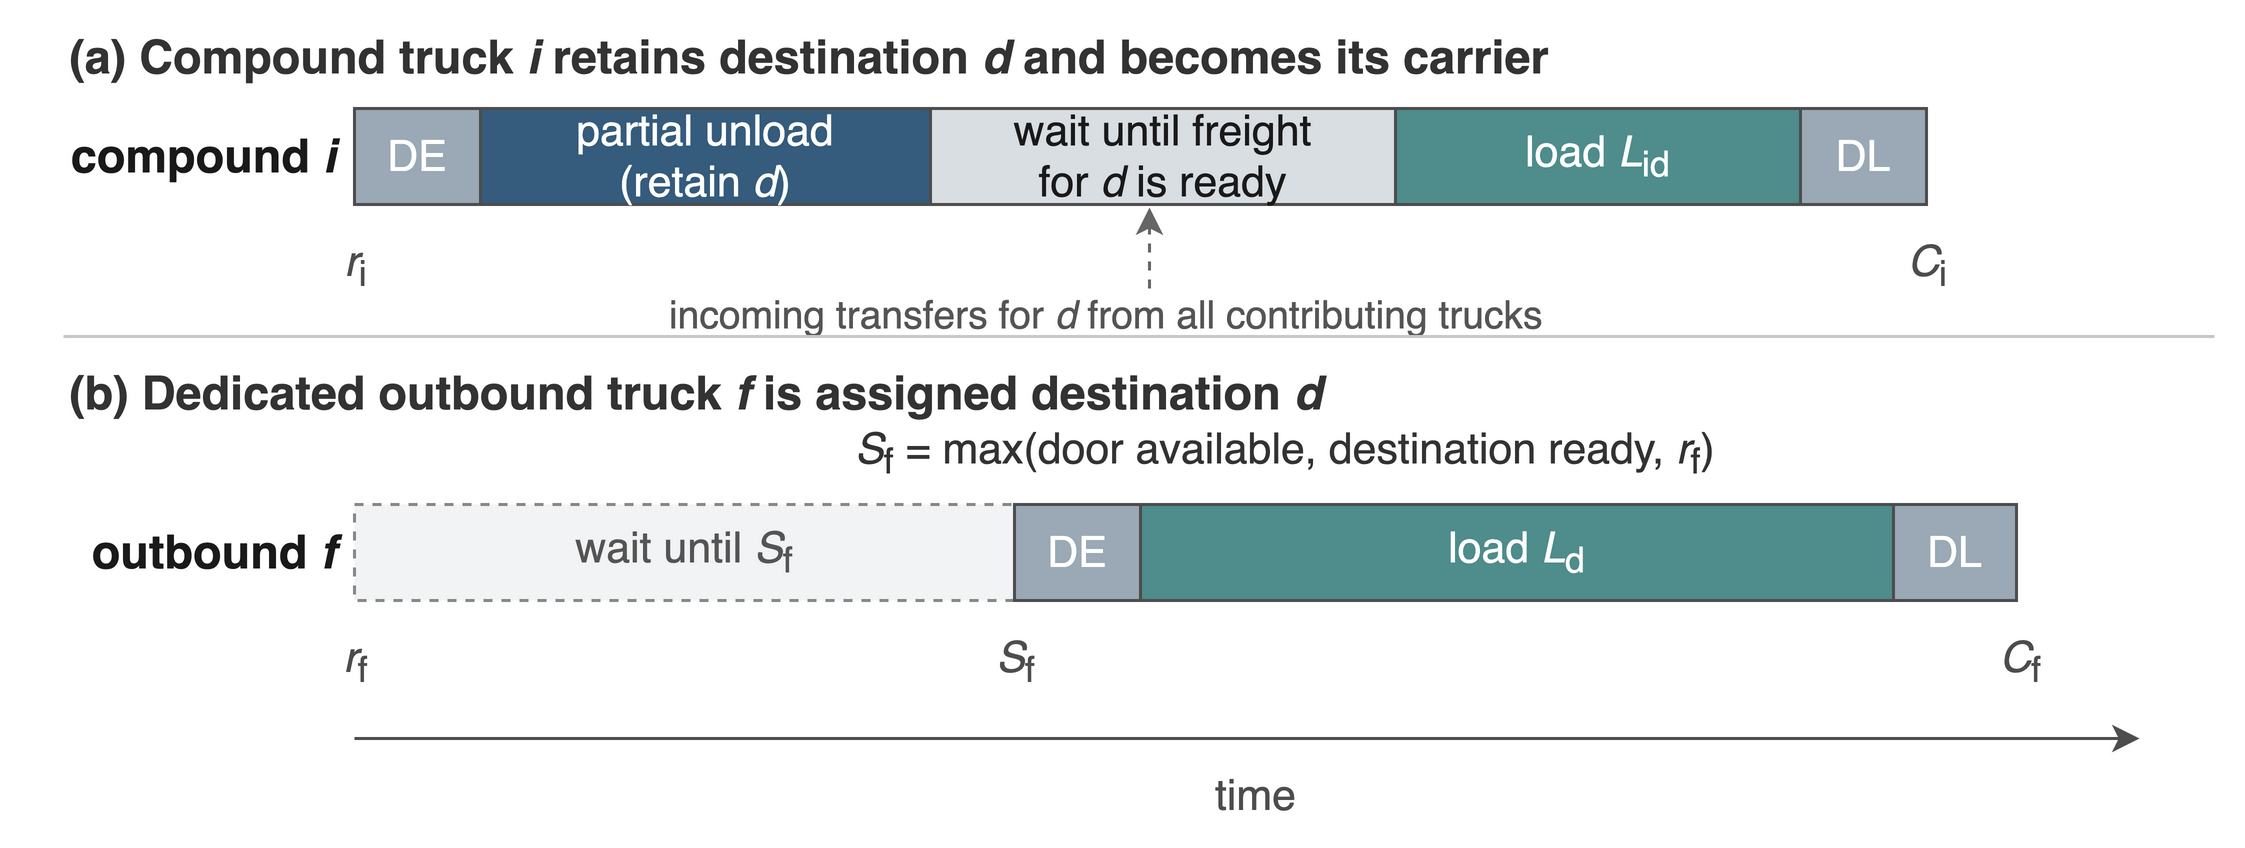 (a) Compound truck i retains destination d and becomes its carrier
compound i
DE
partial unload
(retain d)
wait until freight
for d is ready
load Lid
DL
ri
Ci
incoming transfers for d from all contributing trucks
(b) Dedicated outbound truck f is assigned destination d
Sf = max(door available, destination ready, rf)
outbound f
wait until Sf
DE
load Ld
DL
rf
Sf
Cf
time